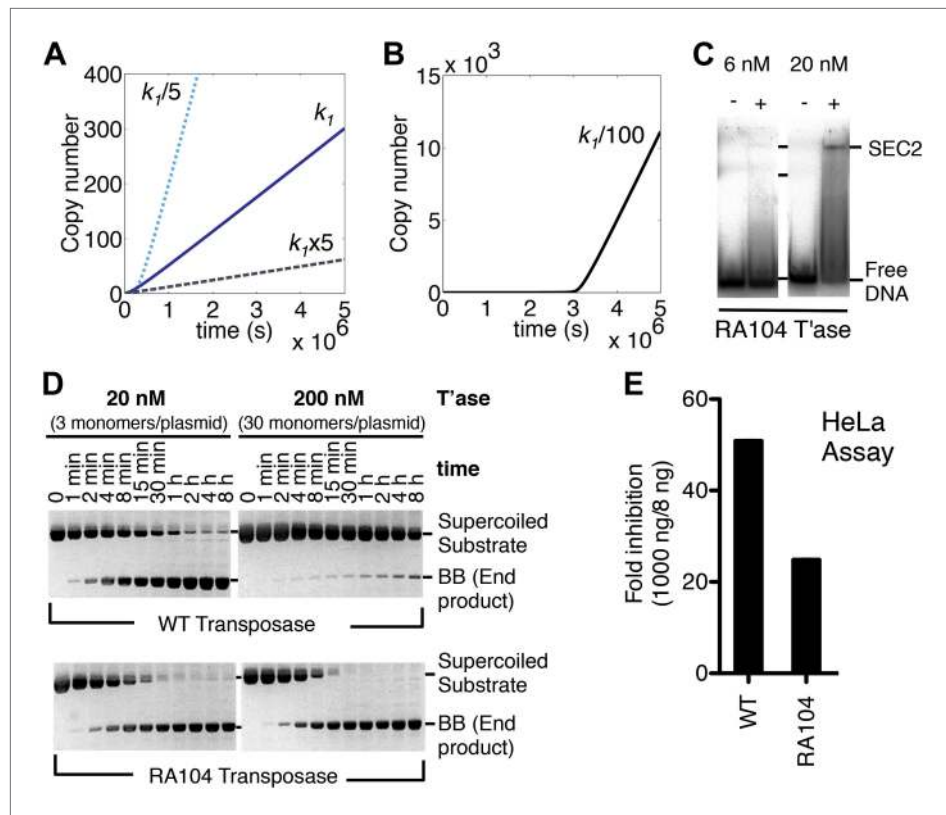 A
400
300
200
100
0
Copy number
k1/5
k1
k1x5
0 1 2 3 4 5
time (s)
x 10^6
B
15 x 10^3
10
5
0
Copy number
k1/100
0 1 2 3 4 5
time (s)
x 10^6
C
6 nM 20 nM
- + - +
SEC2
Free
DNA
RA104 T'ase
D
20 nM 200 nM T'ase
(3 monomers/plasmid) (30 monomers/plasmid)
0 1 min 2 min 4 min 8 min 15 min 30 min 1 h 2 h 4 h 8 h 0 1 min 2 min 4 min 8 min 15 min 30 min 1 h 2 h 4 h 8 h time
Supercoiled
Substrate
BB (End
product)
WT Transposase
Supercoiled
Substrate
BB (End
product)
RA104 Transposase
E
60
40
20
0
Fold inhibition
(1000 ng/8 ng)
HeLa
Assay
WT RA104